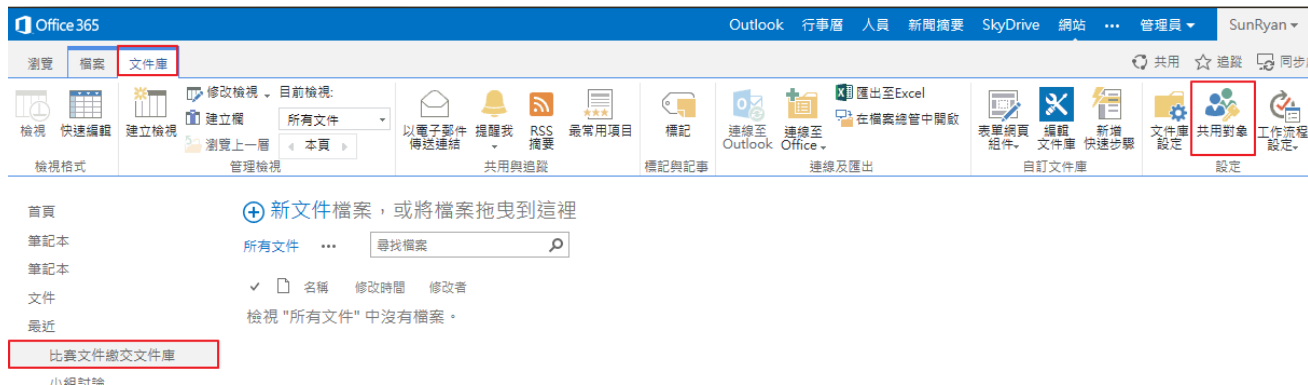 Office 365 Outlook 行事曆 人員 新聞摘要 SkyDrive 網站 ••• 管理員 SunRyan
瀏覽 檔案 文件庫 共用 追蹤 同步
檢視 快速編輯
檢視格式
建立檢視
修改檢視
建立欄
瀏覽上一層
目前檢視:
所有文件
本頁
管理檢視
以電子郵件傳送連結
提醒我
RSS 摘要
共用與追蹤
最常用項目
標記
標記與記事
連線至 Outlook
連線至 Office
匯出至Excel
在檔案總管中開啟
連線及匯出
表單網頁組件
編輯文件庫
新增快速步驟
自訂文件庫
文件庫設定
共用對象
工作流程設定
設定
首頁
筆記本
筆記本
文件
最近
比賽文件繳交文件庫
小組討論
新文件檔案，或將檔案拖曳到這裡
所有文件 ••• 尋找檔案
名稱 修改時間 修改者
檢視 "所有文件" 中沒有檔案。